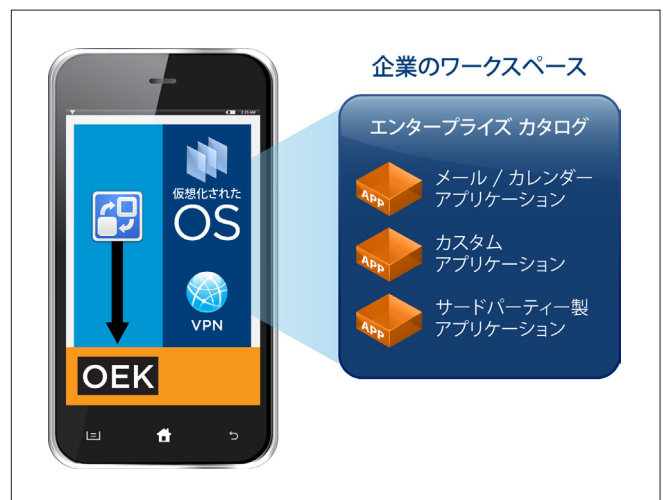 企業のワークスペース
2:15 AM
仮想化された
OS
VPN
OEK
エンタープライズ カタログ
APP
メール / カレンダー
アプリケーション
APP
カスタム
アプリケーション
APP
サードパーティー製
アプリケーション